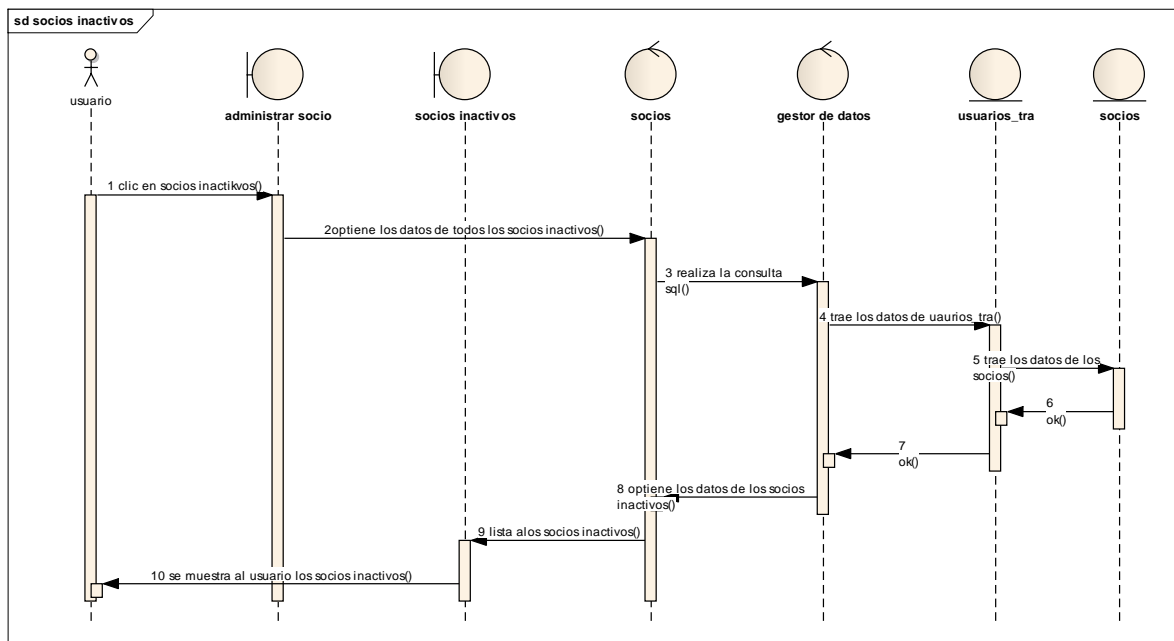 sd socios inactivos
usuario
administrar socio
socios inactivos
socios
gestor de datos
usuarios_tra
socios
1 clic en socios inactikvos()
2optiene los datos de todos los socios inactivos()
3 realiza la consulta
sql()
4 trae los datos de uaurios_tra()
5 trae los datos de los
socios()
6
ok()
7
ok()
8 optiene los datos de los socios
inactivos()
9 lista alos socios inactivos()
10 se muestra al usuario los socios inactivos()